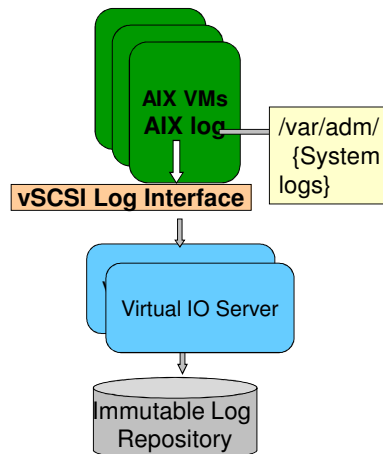 AIX VMs
AIX log
/var/adm/
{System
logs}
vSCSI Log Interface
Virtual IO Server
Immutable Log
Repository